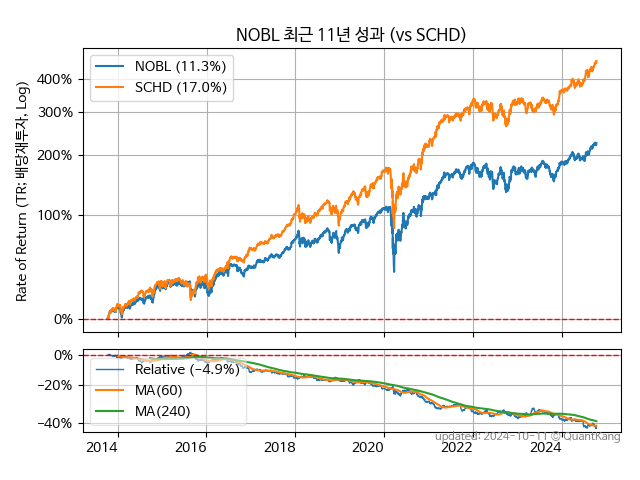 NOBL 최근 11년 성과 (vs SCHD)
NOBL (11.3%)
SCHD (17.0%)
Rate of Return (TR; 배당재투자, Log)
400%
300%
200%
100%
0%
Relative (−4.9%)
MA(60)
MA(240)
0%
−20%
−40%
2014 2016 2018 2020 2022 2024
updated: 2024-10-11 © QuantKang